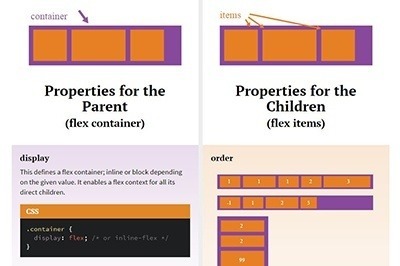 container
Properties for the
Parent
(flex container)
display
This defines a flex container; inline or block depending
on the given value. It enables a flex context for all its
direct children.
CSS
.container {
display: flex; /* or inline-flex */
}
items
Properties for the
Children
(flex items)
order
1 1 1 2 3
-1 1 2 5
2
2
99